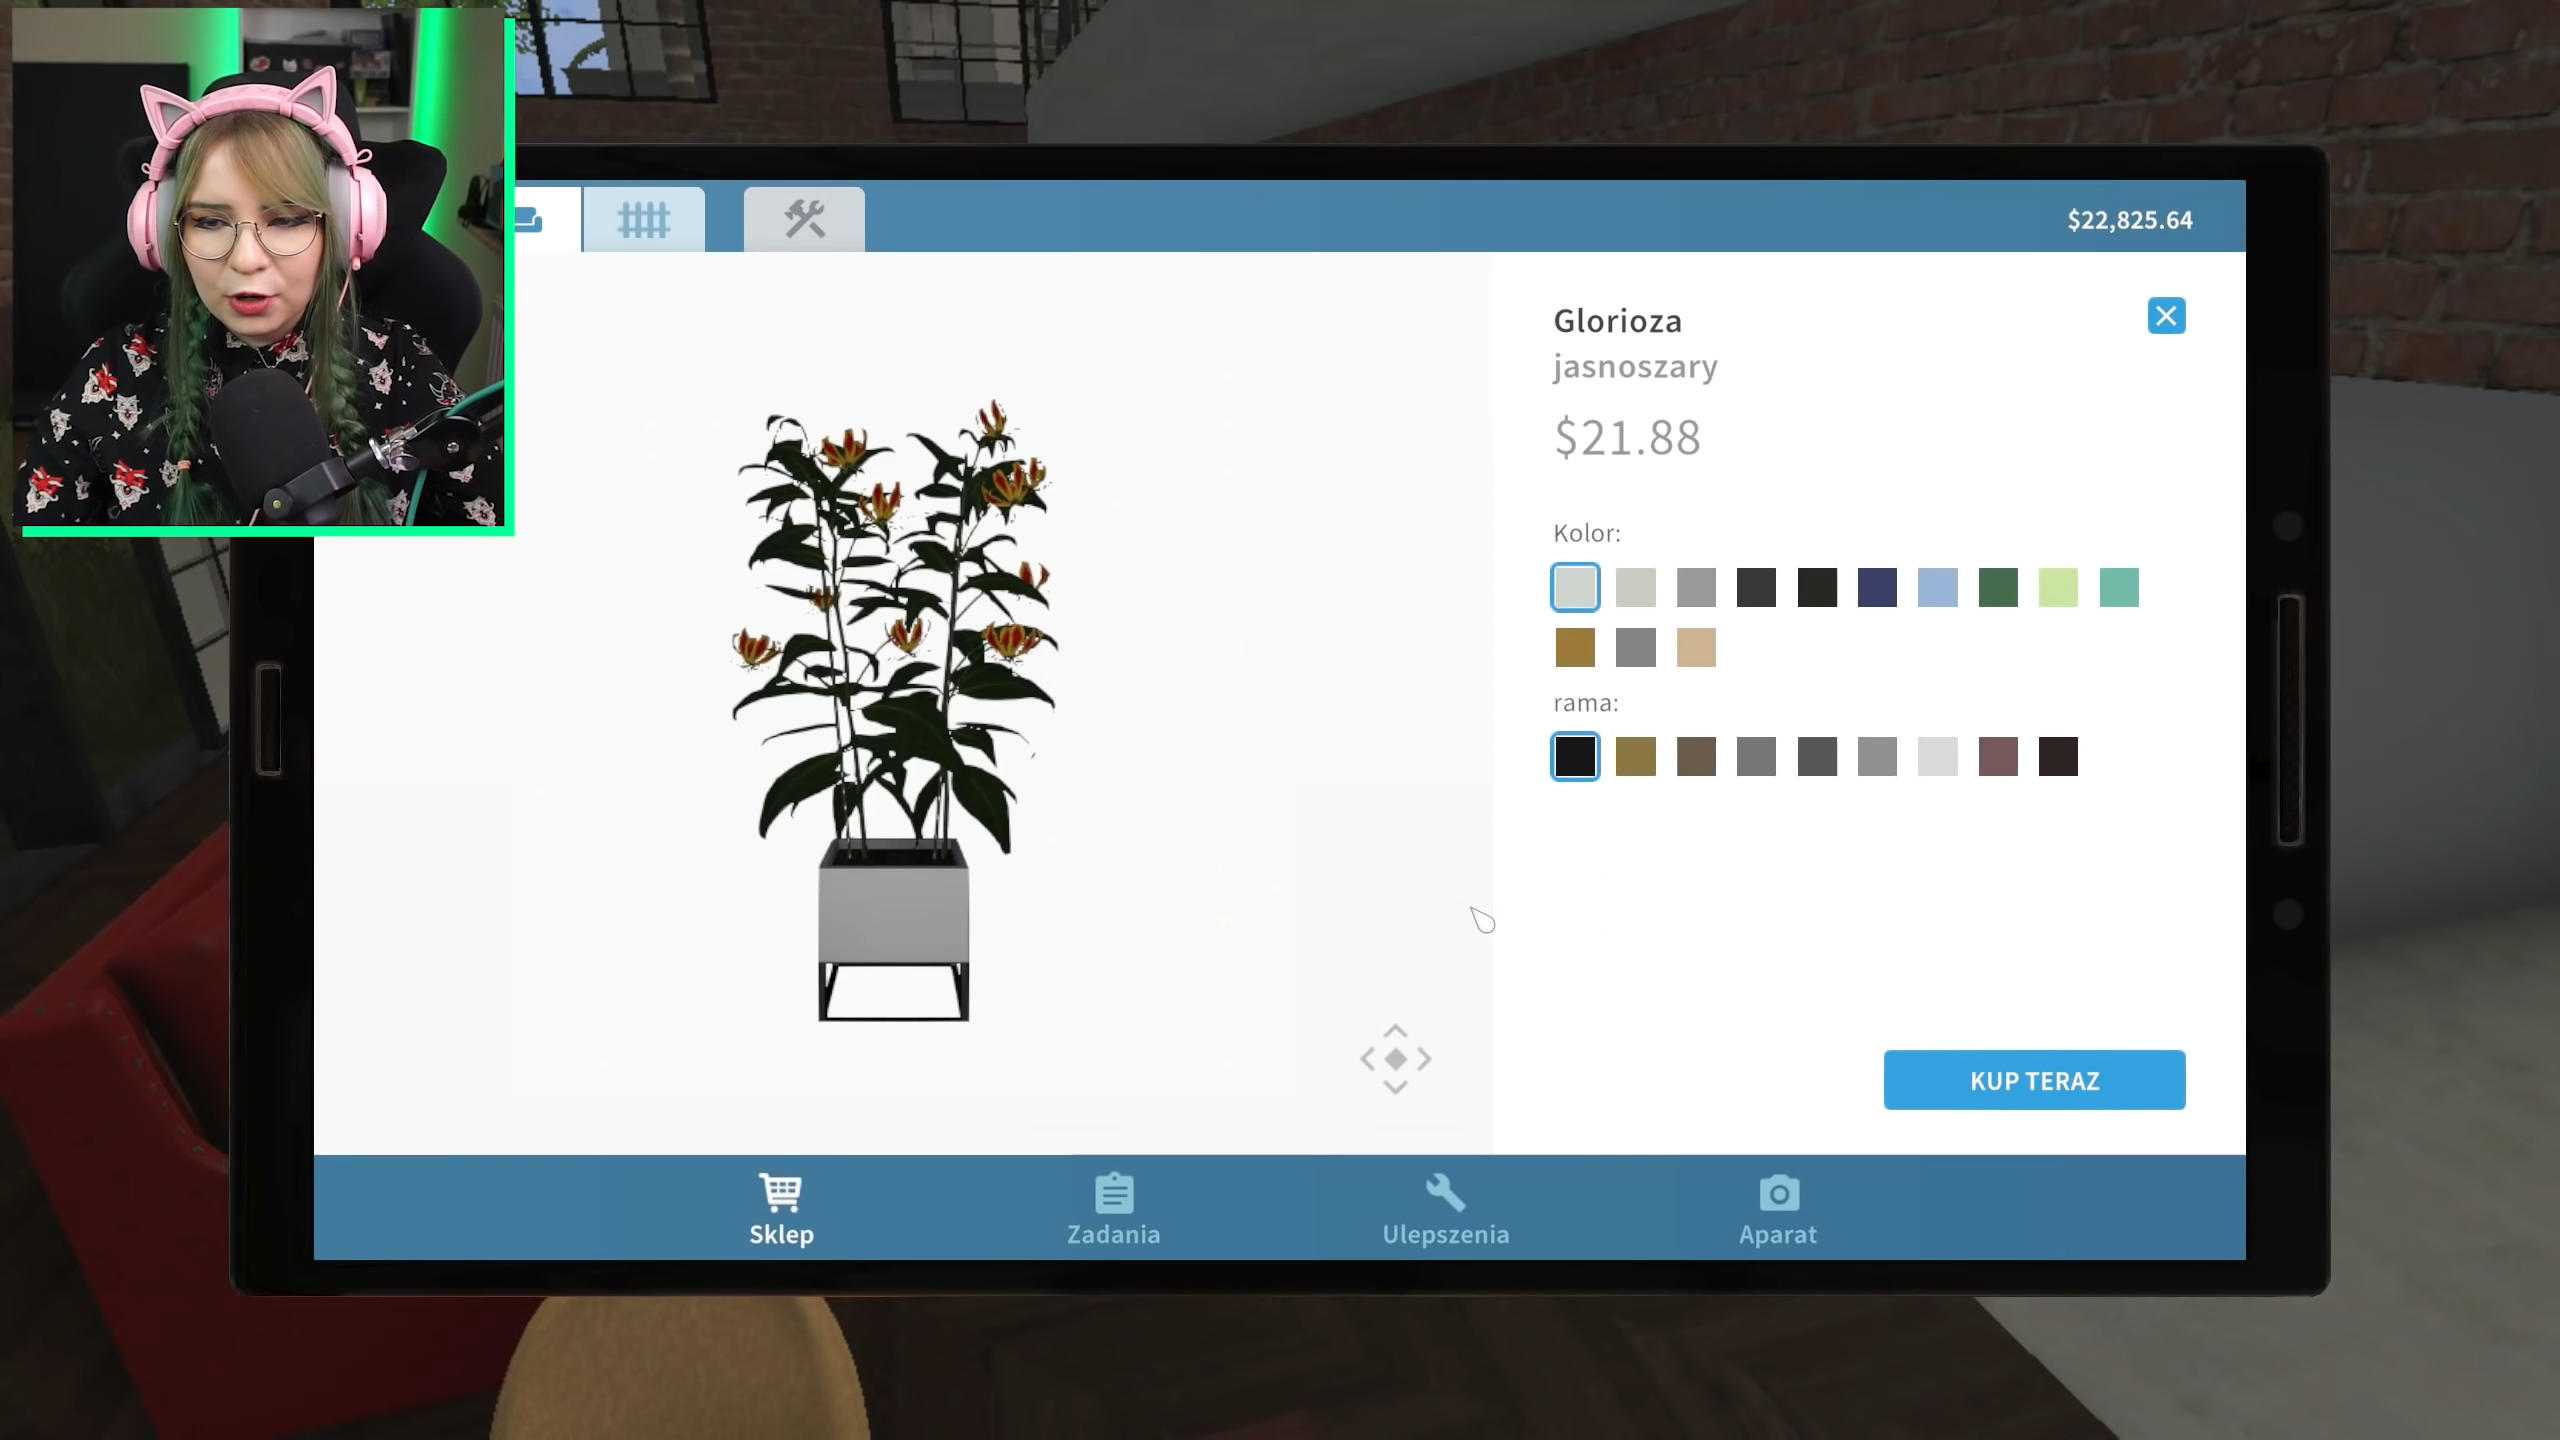 $22,825.64
Glorioza
jasnoszary
$21.88
Kolor:
rama:
KUP TERAZ
Sklep
Zadania
Ulepszenia
Aparat